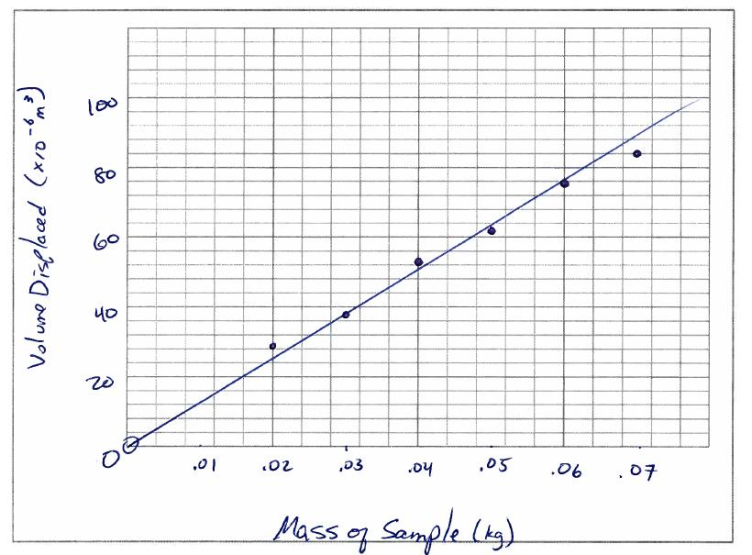 Volume Displaced (x10⁻⁶ m³)
100
80
60
40
20
0
.01 .02 .03 .04 .05 .06 .07
Mass of Sample (kg)